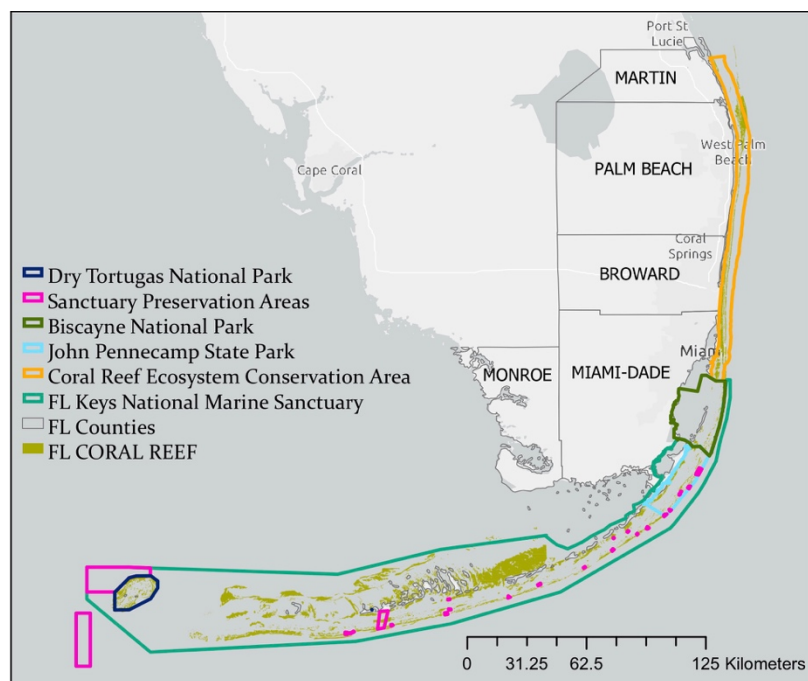 Port St
Lucie
MARTIN
West Palm
Beach
PALM BEACH
Cape Coral
Coral
Springs
BROWARD
Miami
MONROE
MIAMI-DADE
Dry Tortugas National Park
Sanctuary Preservation Areas
Biscayne National Park
John Pennecamp State Park
Coral Reef Ecosystem Conservation Area
FL Keys National Marine Sanctuary
FL Counties
FL CORAL REEF
0 31.25 62.5 125 Kilometers